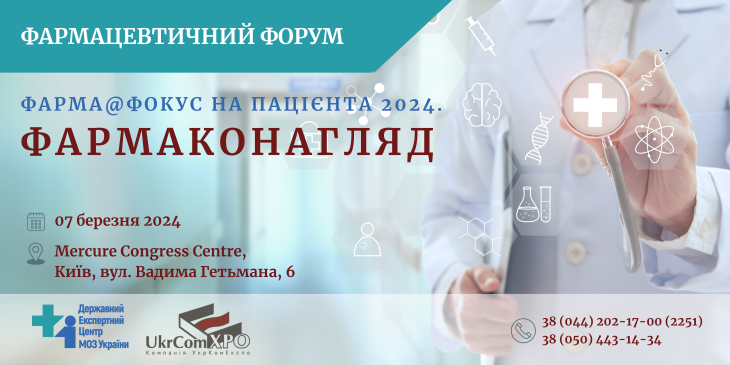 ФАРМАЦЕВТИЧНИЙ ФОРУМ
ФАРМА@ФОКУС НА ПАЦІЄНТА 2024.
ФАРМАКОНАГЛЯД
07 березня 2024
Mercure Congress Centre,
Київ, вул. Вадима Гетьмана, 6
Державний
Експертний
Центр
МОЗ України
UkrComXPO
Компанія УкрКомЕкспо
38 (044) 202-17-00 (2251)
38 (050) 443-14-34